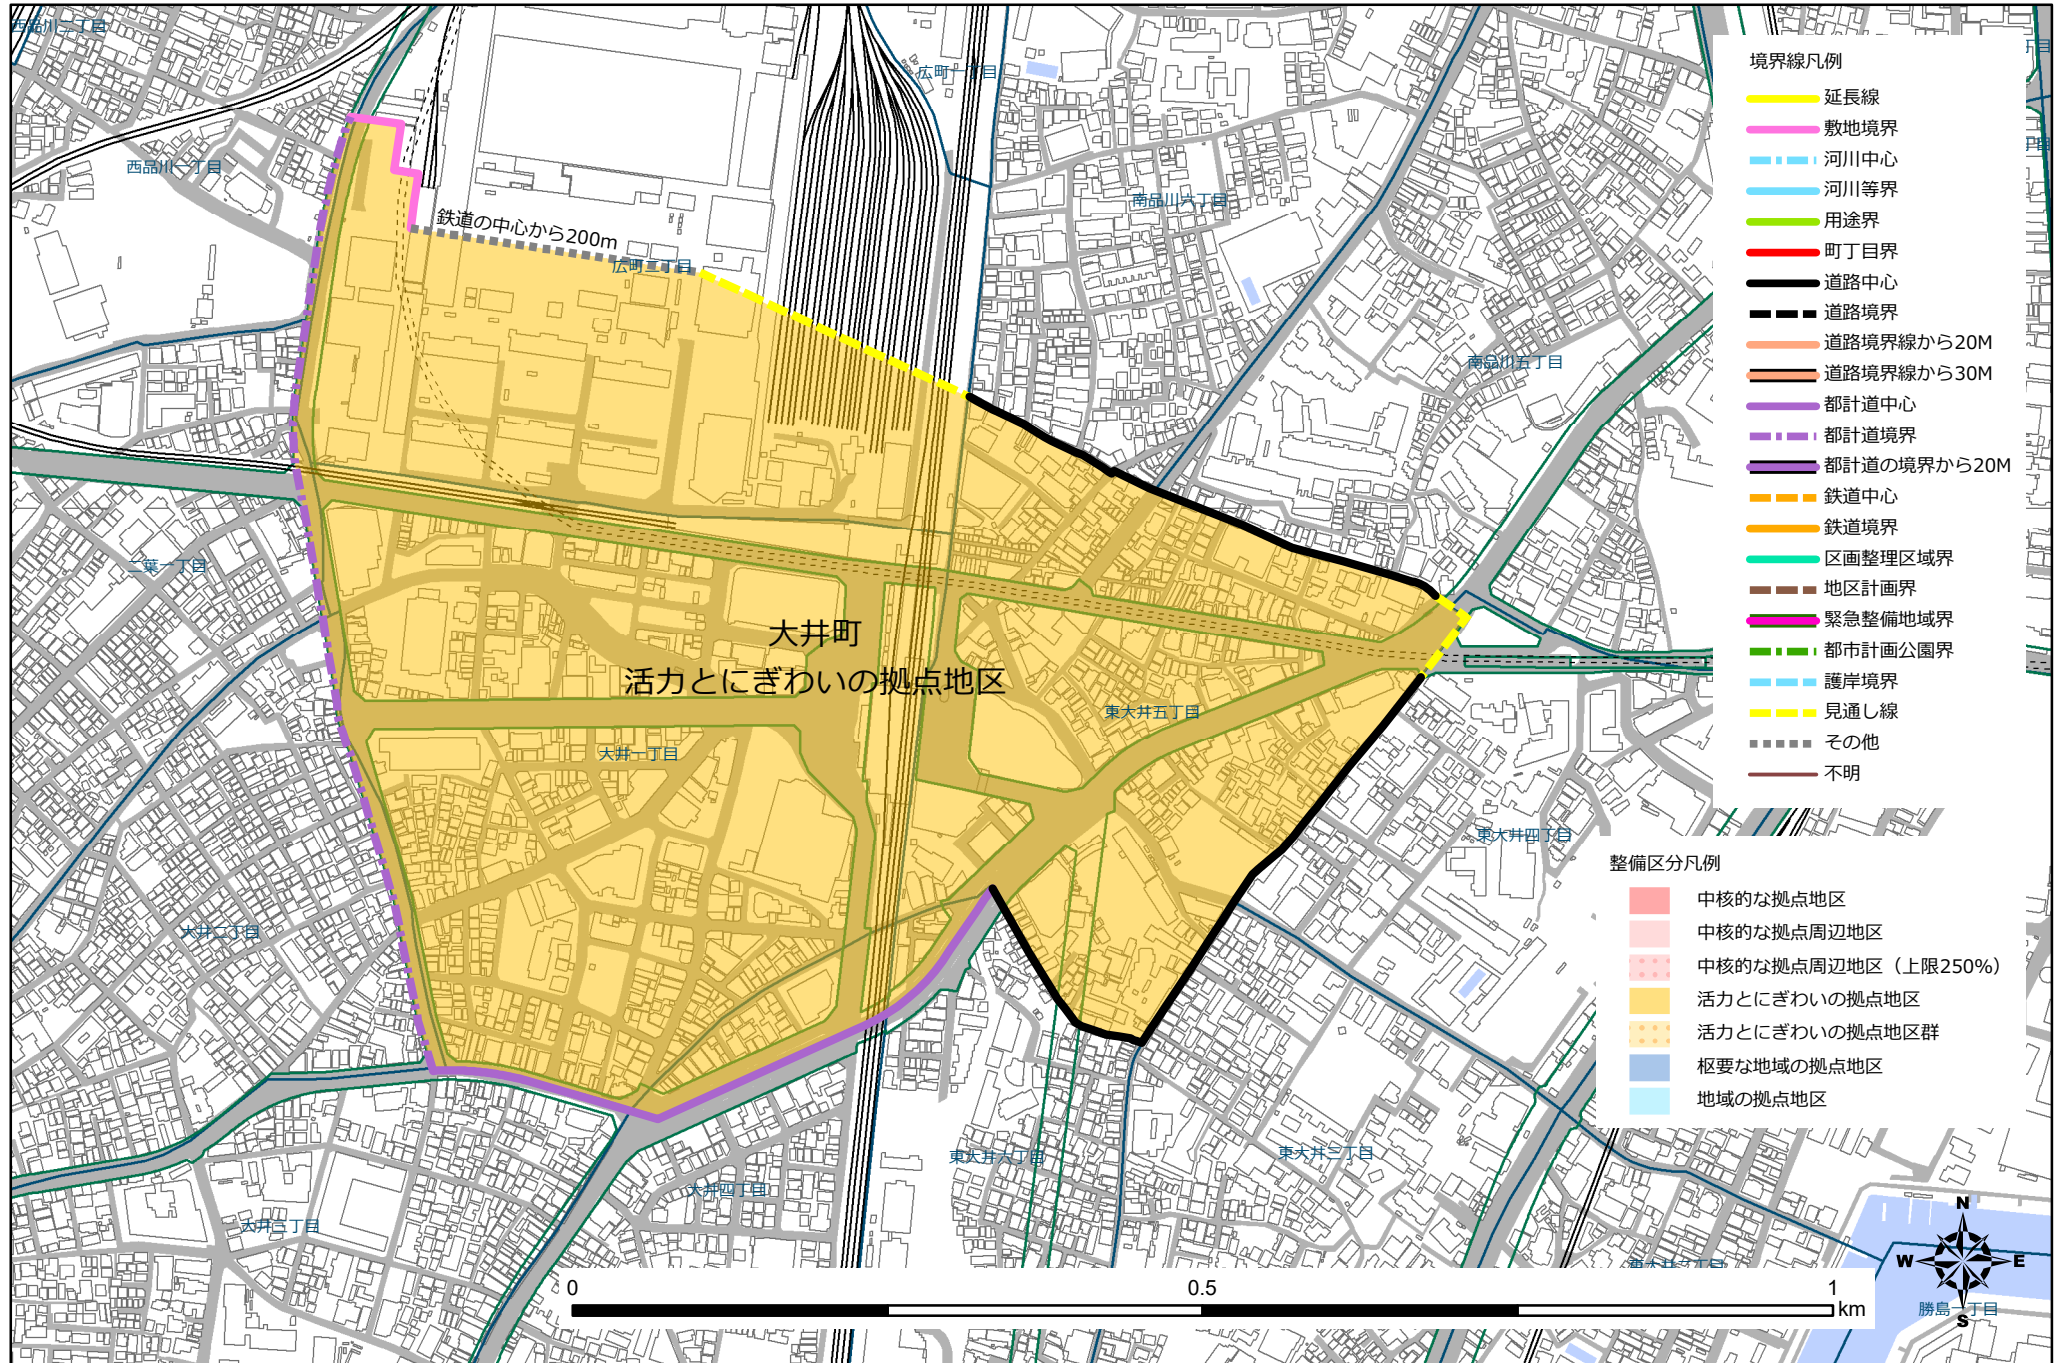 西品川二丁目
広町一丁目
西品川一丁目
南品川六丁目
鉄道の中心から200m
広町二丁目
南品川五丁目
二葉一丁目
大井町
活力とにぎわいの拠点地区
東大井五丁目
大井一丁目
東大井四丁目
大井二丁目
東大井六丁目
東大井三丁目
大井四丁目
大井三丁目
東大井二丁目
勝島一丁目
境界線凡例
延長線
敷地境界
河川中心
河川等界
用途界
町丁目界
道路中心
道路境界
道路境界線から20M
道路境界線から30M
都計道中心
都計道境界
都計道の境界から20M
鉄道中心
鉄道境界
区画整理区域界
地区計画界
緊急整備地域界
都市計画公園界
護岸境界
見通し線
その他
不明
整備区分凡例
中核的な拠点地区
中核的な拠点周辺地区
中核的な拠点周辺地区（上限250%）
活力とにぎわいの拠点地区
活力とにぎわいの拠点地区群
枢要な地域の拠点地区
地域の拠点地区
N
W
E
S
0
0.5
1
km